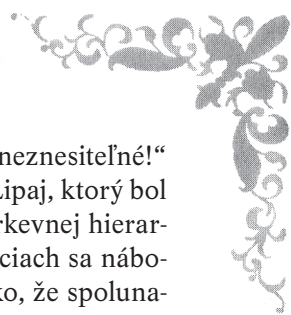 neznesiteľné!“
Lipaj, ktorý bol
rkevnej hierar-
ciach sa nábo-
ko, že spoluna-